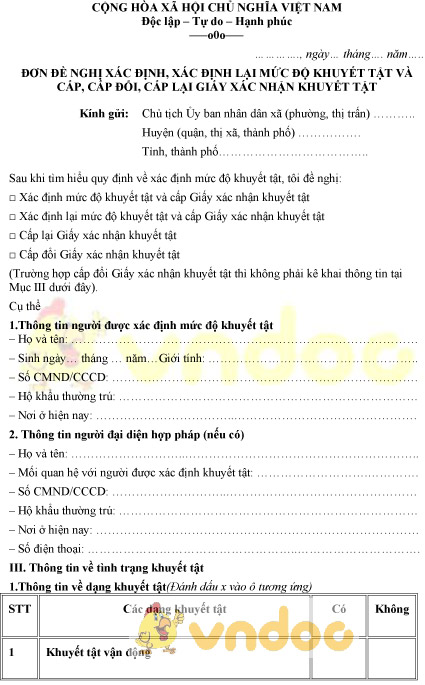 CỘNG HÒA XÃ HỘI CHỦ NGHĨA VIỆT NAM
Độc lập – Tự do – Hạnh phúc
—–o0o—–
…………., ngày… tháng…. năm…..
ĐƠN ĐỀ NGHỊ XÁC ĐỊNH, XÁC ĐỊNH LẠI MỨC ĐỘ KHUYẾT TẬT VÀ
CẤP, CẤP ĐỔI, CẤP LẠI GIẤY XÁC NHẬN KHUYẾT TẬT
Kính gửi: Chủ tịch Ủy ban nhân dân xã (phường, thị trấn) ………..
Huyện (quận, thị xã, thành phố) …………….
Tỉnh, thành phố………………………………..
Sau khi tìm hiểu quy định về xác định mức độ khuyết tật, tôi đề nghị:
□ Xác định mức độ khuyết tật và cấp Giấy xác nhận khuyết tật
□ Xác định lại mức độ khuyết tật và cấp Giấy xác nhận khuyết tật
□ Cấp lại Giấy xác nhận khuyết tật
□ Cấp đổi Giấy xác nhận khuyết tật
(Trường hợp cấp đổi Giấy xác nhận khuyết tật thì không phải kê khai thông tin tại
Mục III dưới đây).
Cụ thể
1.Thông tin người được xác định mức độ khuyết tật
– Họ và tên: ……………………………………………………………………………
– Sinh ngày… tháng … năm…Giới tính: ………………………………………………
– Số CMND/CCCD: ……………………………………………………………………
– Hộ khẩu thường trú: …………………………………………………………………
– Nơi ở hiện nay: ………………………………………………………………………
2. Thông tin người đại diện hợp pháp (nếu có)
– Họ và tên: ……………………………………………………………………………
– Mối quan hệ với người được xác định khuyết tật: ……………………………………
– Số CMND/CCCD: ……………………………………………………………………
– Hộ khẩu thường trú: …………………………………………………………………
– Nơi ở hiện nay: ………………………………………………………………………
– Số điện thoại: …………………………………………………………………………
III. Thông tin về tình trạng khuyết tật
1.Thông tin về dạng khuyết tật(Đánh dấu x vào ô tương ứng)
STT Các dạng khuyết tật Có Không
1 Khuyết tật vận động
vndoc
vndoc